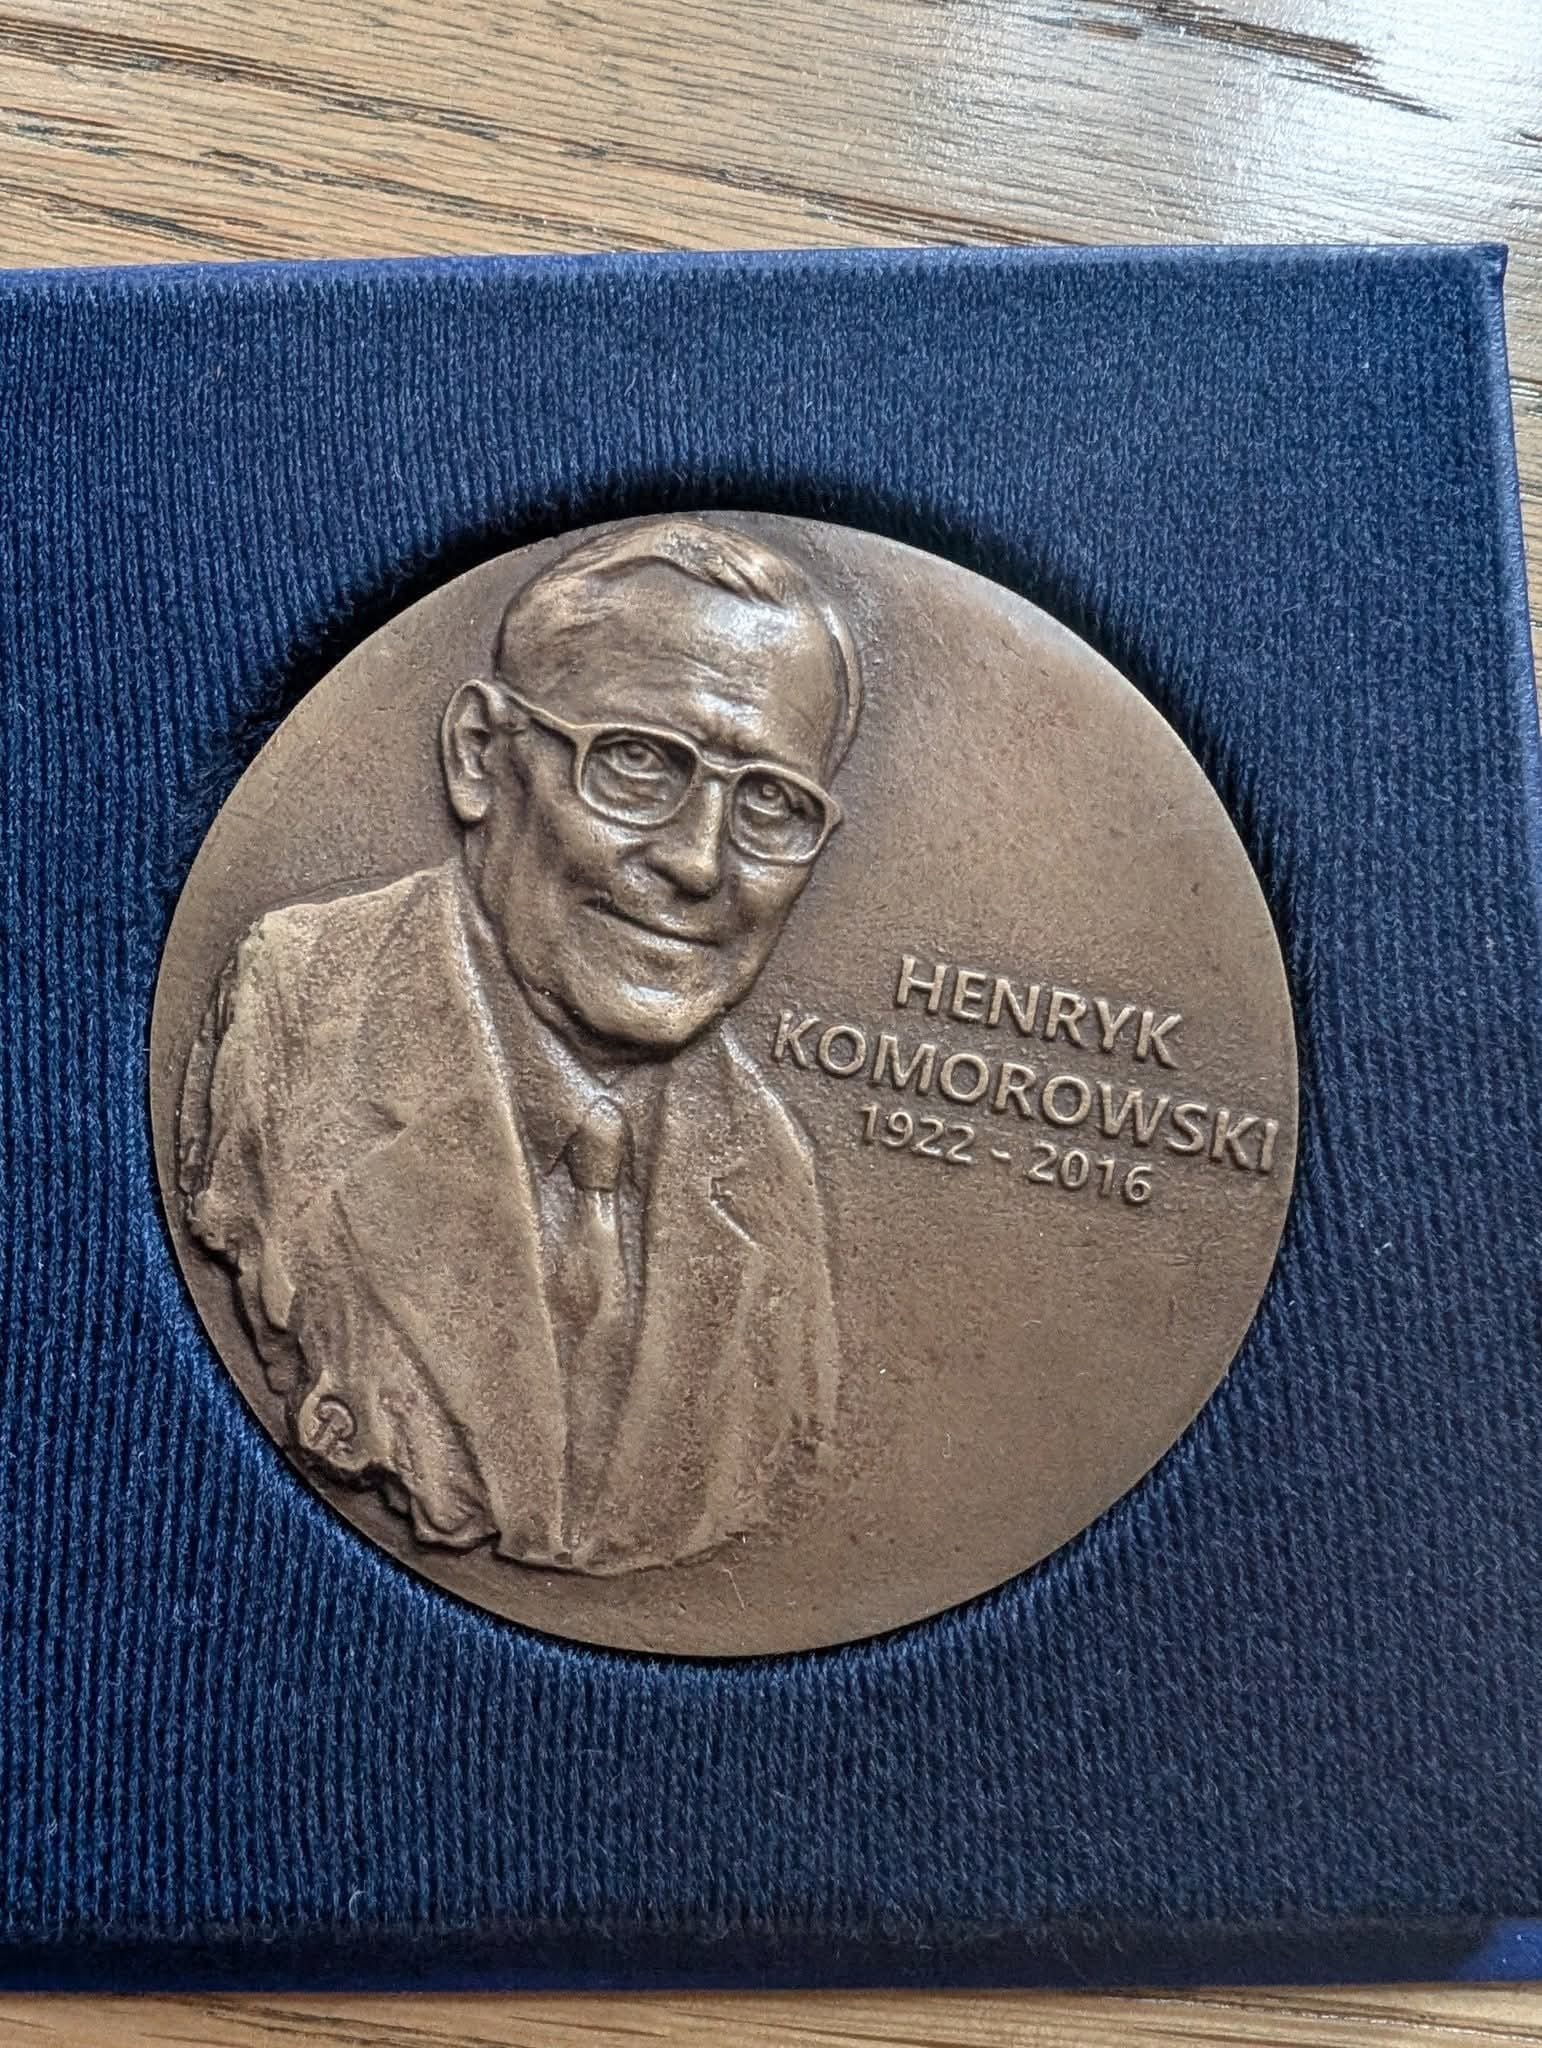 HENRYK
KOMOROWSKI
1922 - 2016